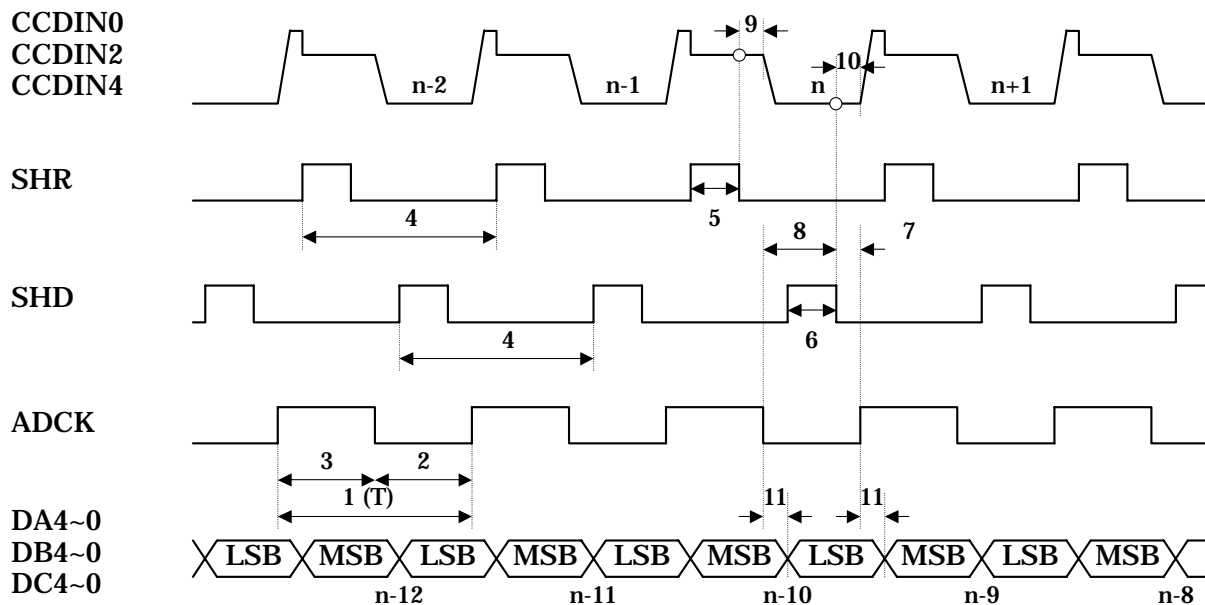 CCDIN0
CCDIN2
CCDIN4
n-2
n-1
9
n
10
n+1
SHR
4
5
8
7
SHD
4
6
ADCK
3
2
1 (T)
11
11
DA4~0
DB4~0
DC4~0
LSB
MSB
LSB
MSB
LSB
MSB
LSB
MSB
LSB
MSB
n-12
n-11
n-10
n-9
n-8